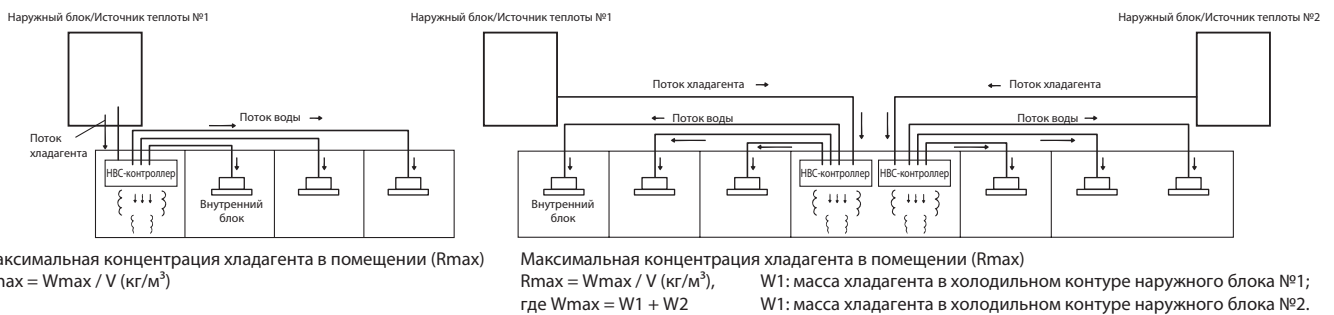 Наружный блок/Источник теплоты №1
Поток воды
Поток
хладагента
НВС-контроллер
Внутренний
блок
аксимальная концентрация хладагента в помещении (Rmax)
max = Wmax / V (кг/м³)
Наружный блок/Источник теплоты №1
Наружный блок/Источник теплоты №2
Поток хладагента
Поток хладагента
Поток воды
Поток воды
НВС-контроллер
НВС-контроллер
Внутренний
блок
Максимальная концентрация хладагента в помещении (Rmax)
Rmax = Wmax / V (кг/м³), W1: масса хладагента в холодильном контуре наружного блока №1;
где Wmax = W1 + W2 W1: масса хладагента в холодильном контуре наружного блока №2.